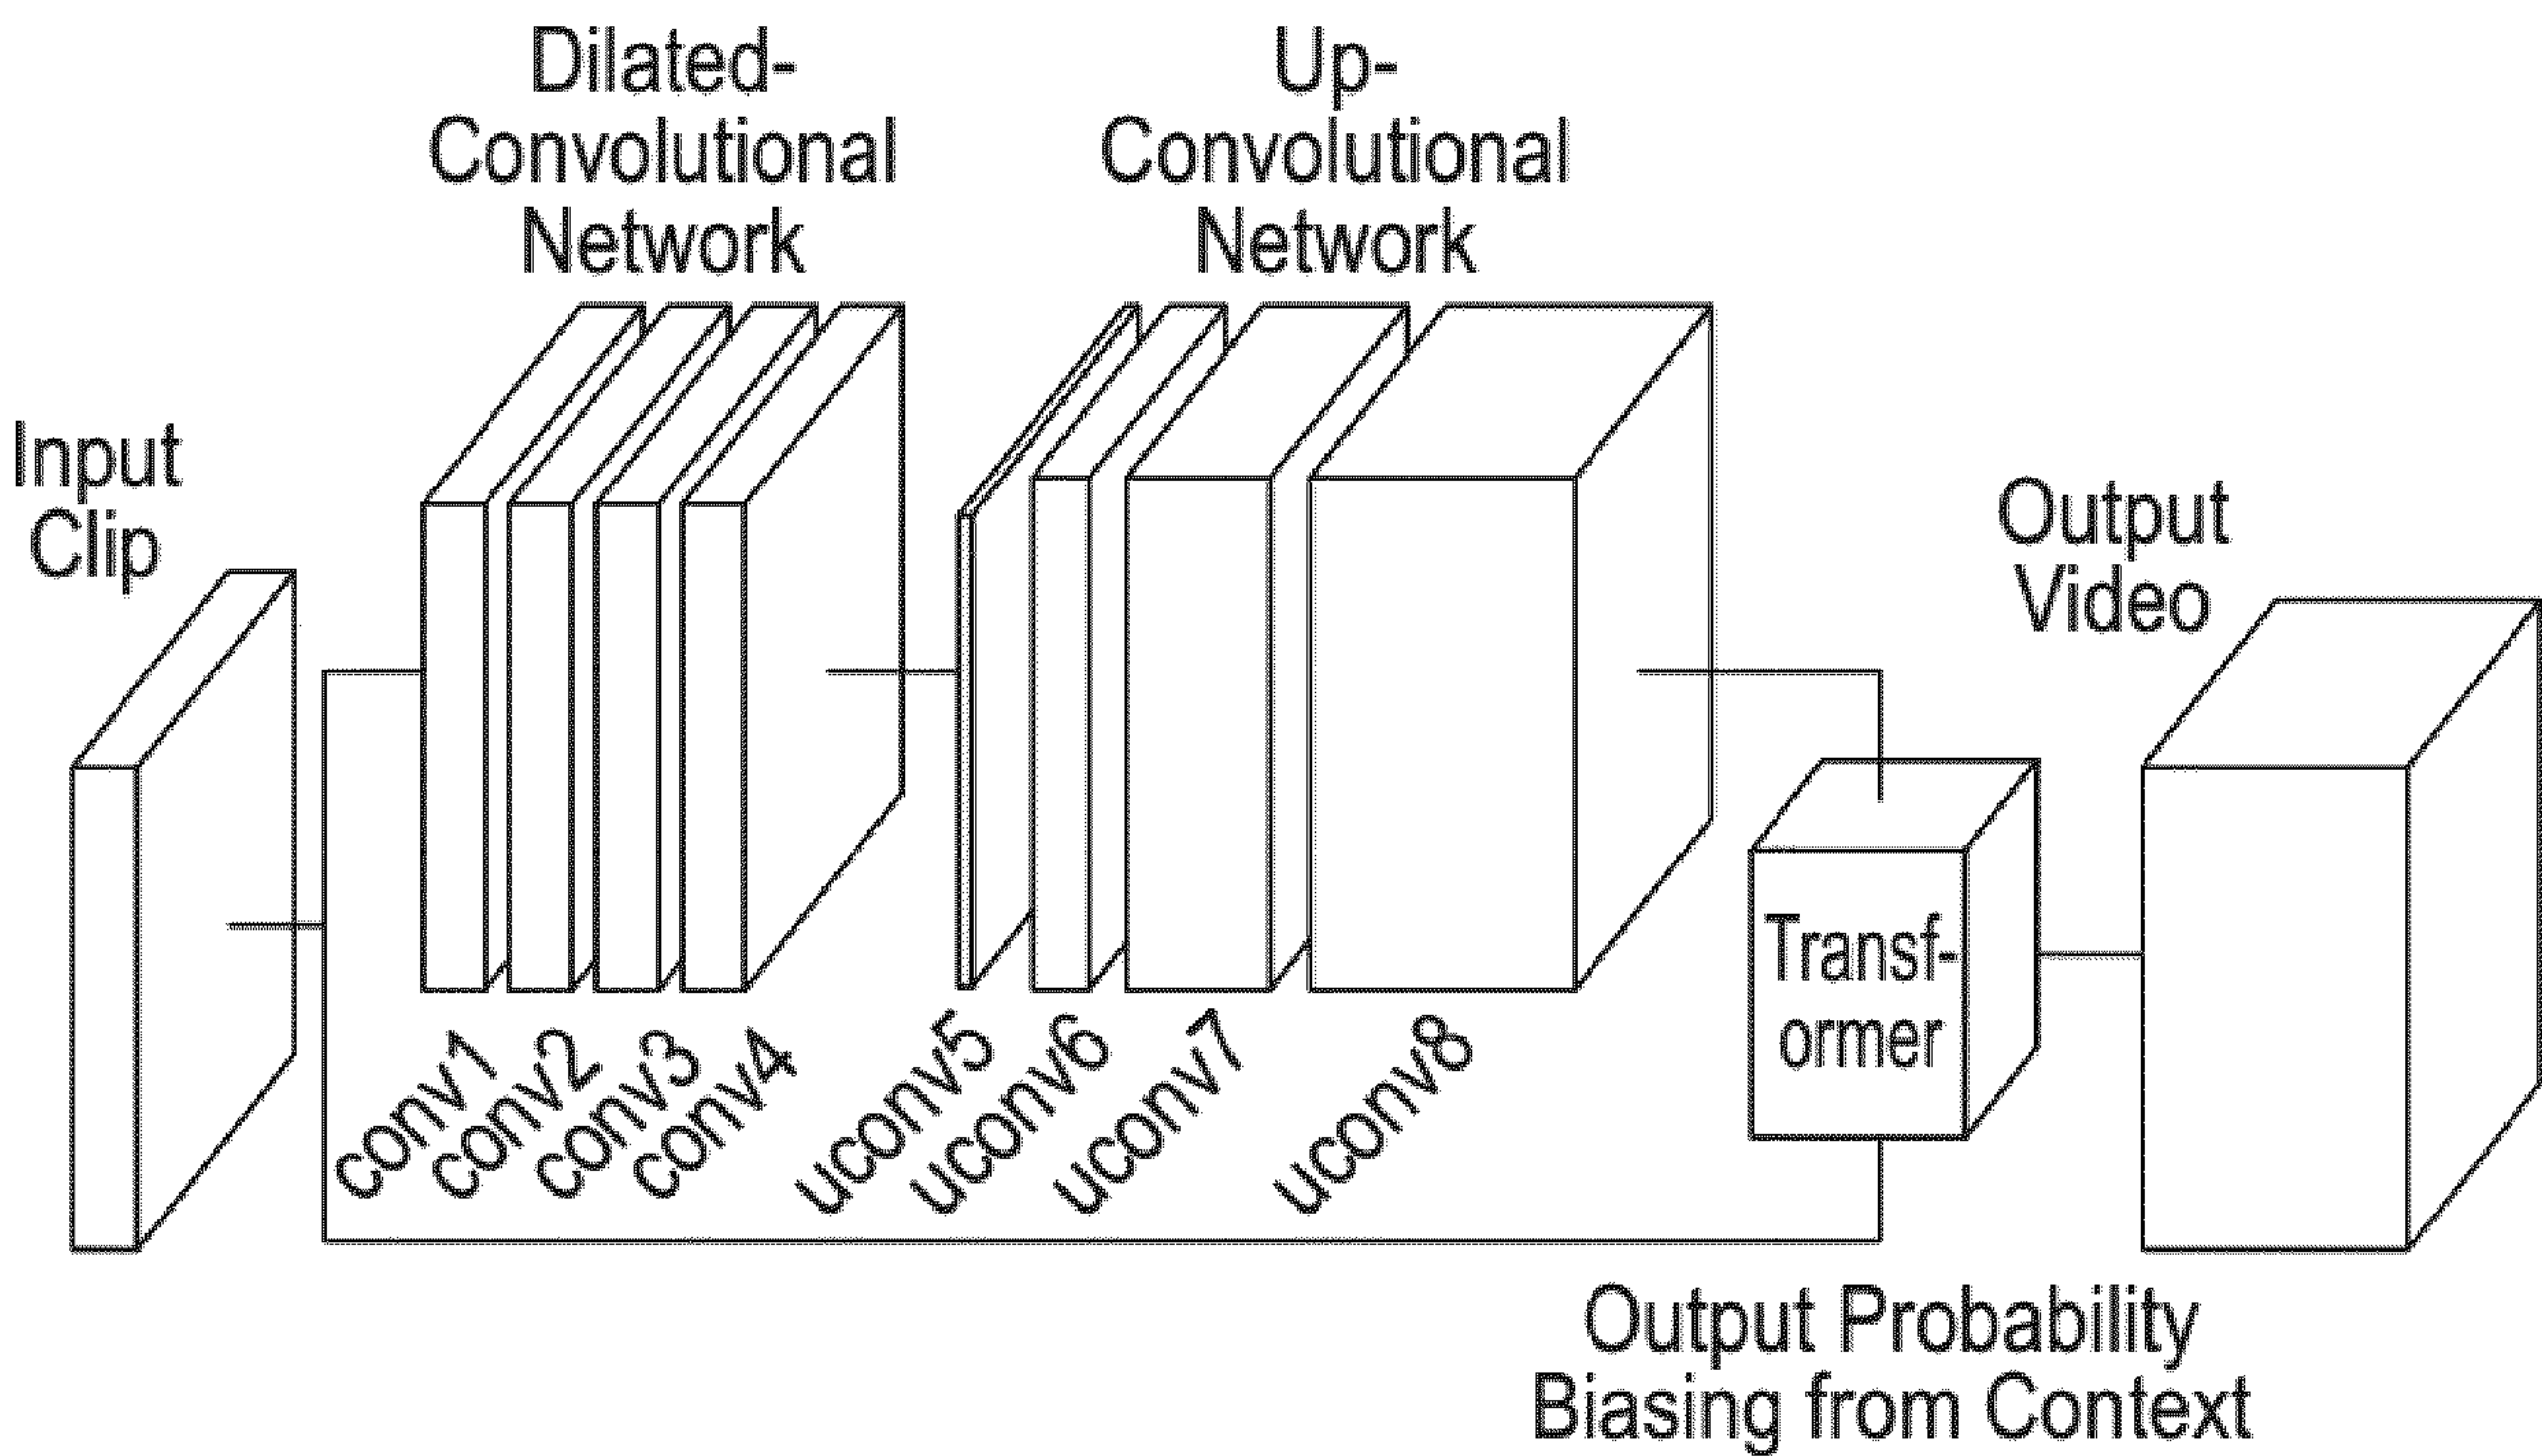 Dilated-
Convolutional
Network
Up-
Convolutional
Network
Input
Clip
Output
Video
Transf-
ormer
conv1
conv2
conv3
conv4
uconv5
uconv6
uconv7
uconv8
Output Probability
Biasing from Context